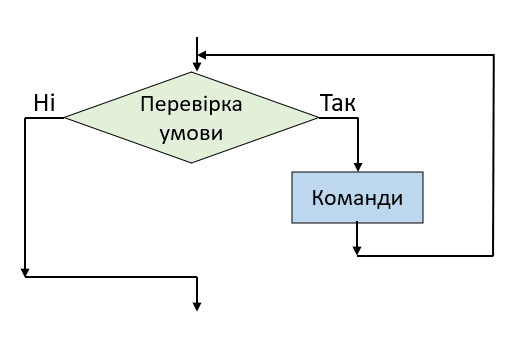 Ні
Так
Перевірка
умови
Команди